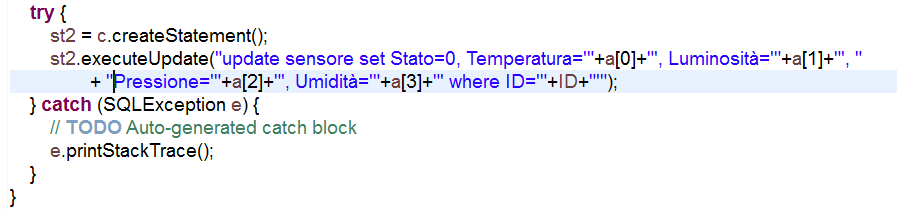 try {
st2 = c.createStatement();
st2.executeUpdate("update sensore set Stato=0, Temperatura='"+a[0]+"', Luminosità='"+a[1]+"', "
+ "Pressione='"+a[2]+"', Umidità='"+a[3]+"' where ID='"+ID+"'");
} catch (SQLException e) {
// TODO Auto-generated catch block
e.printStackTrace();
}
}